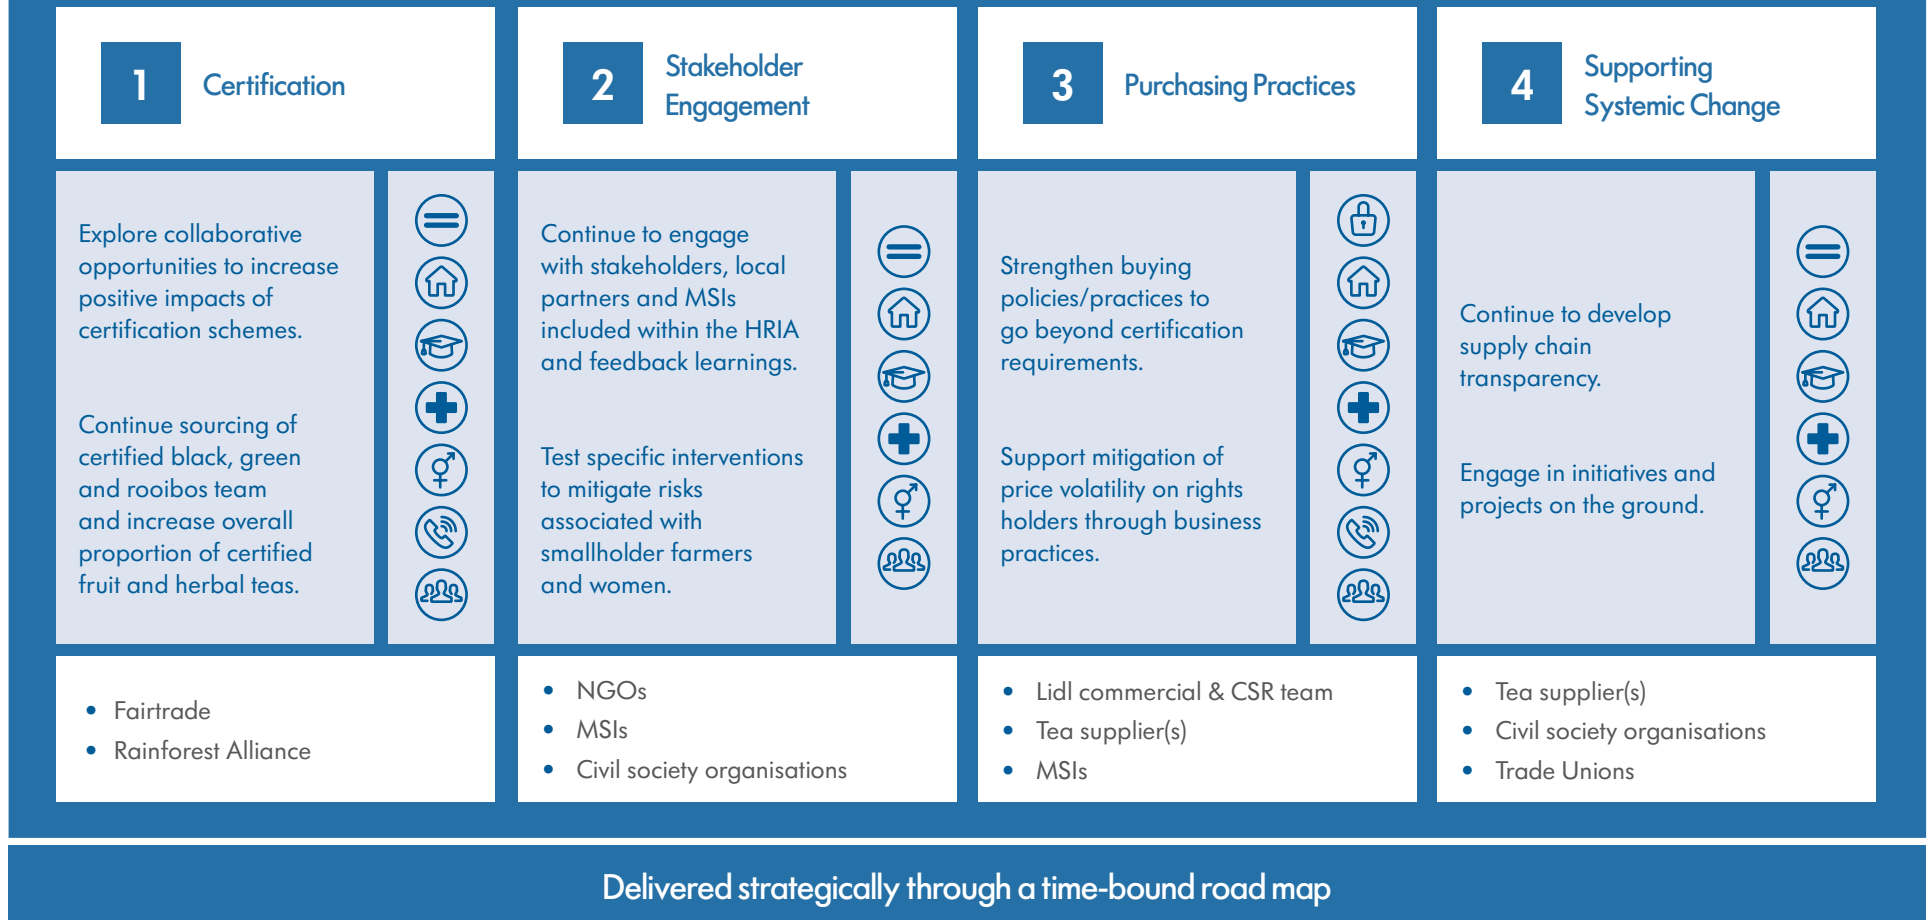 1
Certification
Explore collaborative
opportunities to increase
positive impacts of
certification schemes.
Continue sourcing of
certified black, green
and rooibos team
and increase overall
proportion of certified
fruit and herbal teas.
• Fairtrade
• Rainforest Alliance
2
Stakeholder
Engagement
Continue to engage
with stakeholders, local
partners and MSIs
included within the HRIA
and feedback learnings.
Test specific interventions
to mitigate risks
associated with
smallholder farmers
and women.
• NGOs
• MSIs
• Civil society organisations
3
Purchasing Practices
Strengthen buying
policies/practices to
go beyond certification
requirements.
Support mitigation of
price volatility on rights
holders through business
practices.
• Lidl commercial & CSR team
• Tea supplier(s)
• MSIs
4
Supporting
Systemic Change
Continue to develop
supply chain
transparency.
Engage in initiatives and
projects on the ground.
• Tea supplier(s)
• Civil society organisations
• Trade Unions
Delivered strategically through a time-bound road map